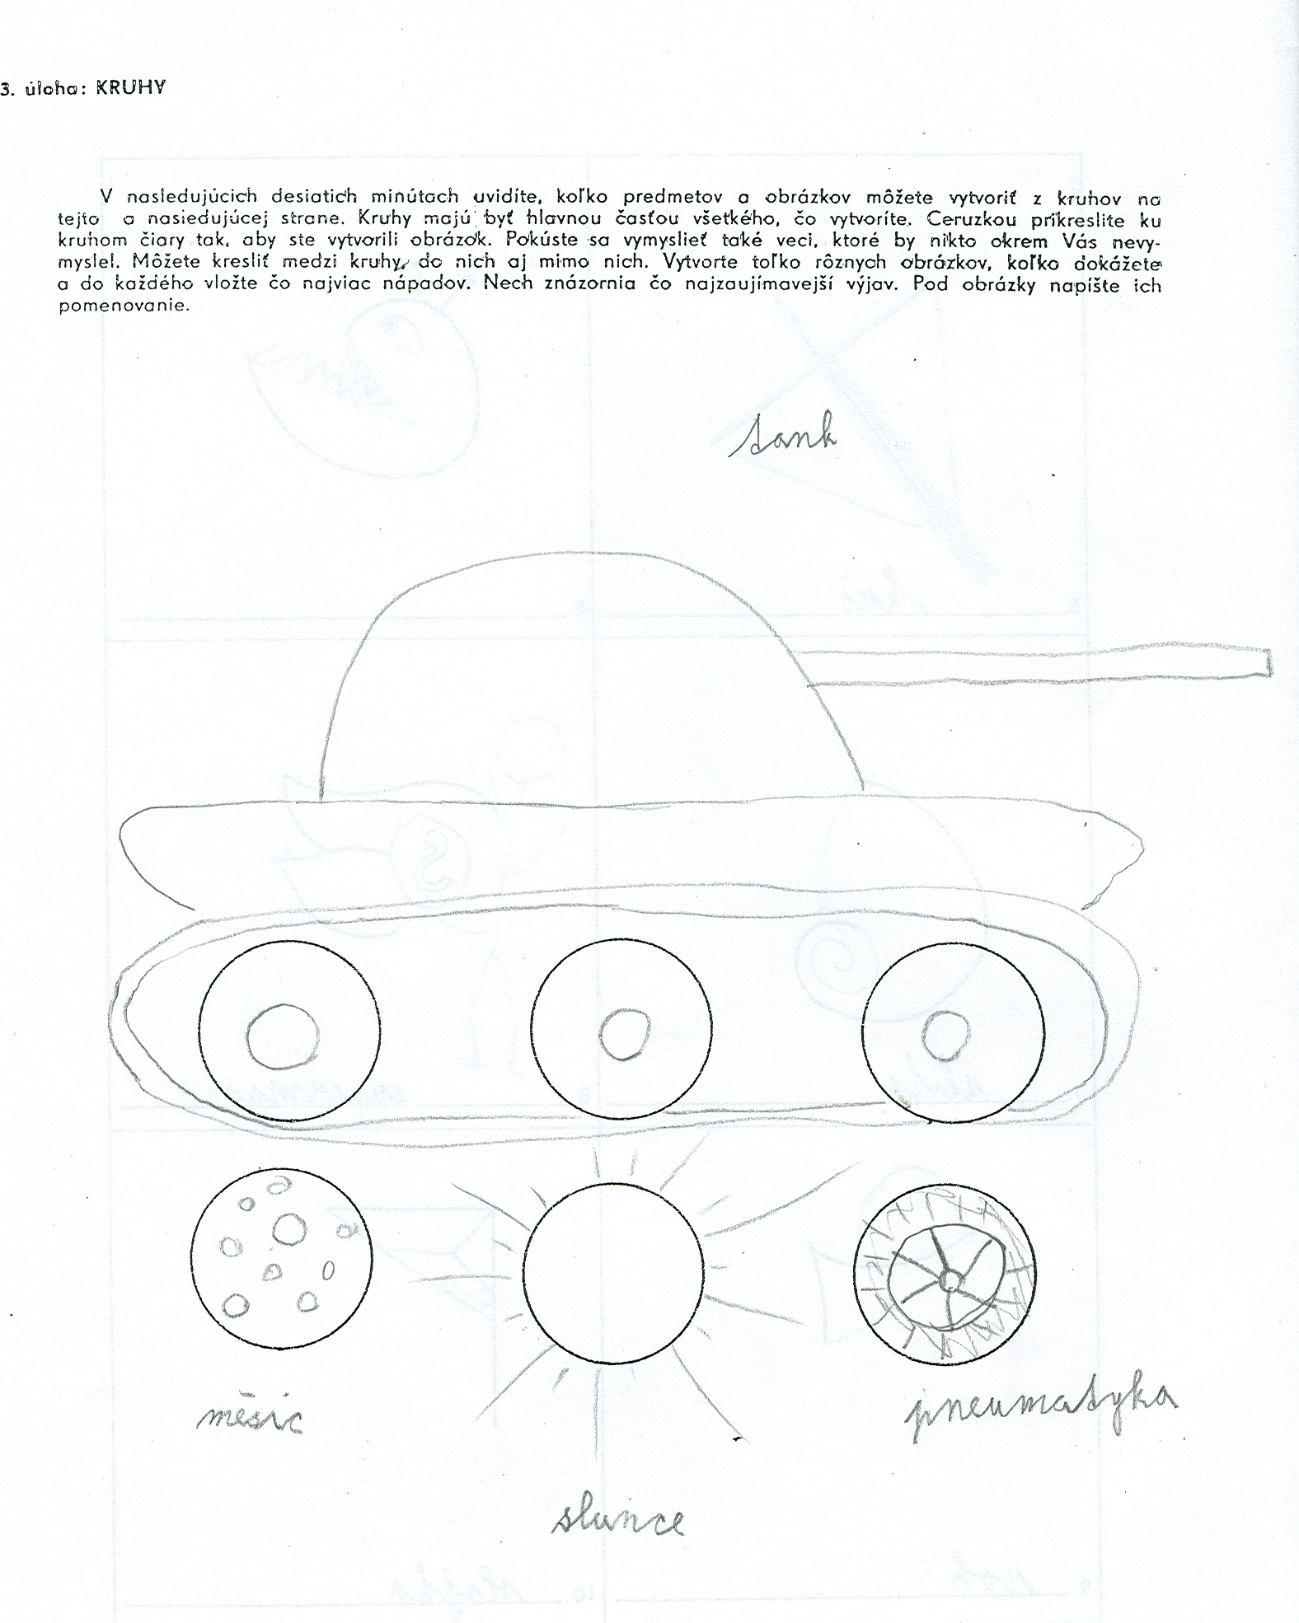 3. úloha: KRUHY
V nasledujúcich desiatich minútach uvidíte, koľko predmetov a obrázkov môžete vytvoriť z kruhov na
tejto a nasledujúcej strane. Kruhy majú byť hlavnou časťou všetkého, čo vytvoríte. Ceruzkou prikreslite ku
kruhom čiary tak, aby ste vytvorili obrázok. Pokúste sa vymyslieť také veci, ktoré by nikto okrem Vás nevy-
myslel. Môžete kresliť medzi kruhy, do nich aj mimo nich. Vytvorte toľko rôznych obrázkov, koľko dokážete
a do každého vložte čo najviac nápadov. Nech znázornia čo najzaujímavejší výjav. Pod obrázky napíšte ich
pomenovanie.
tank
měsíc
pneumatyka
slunce